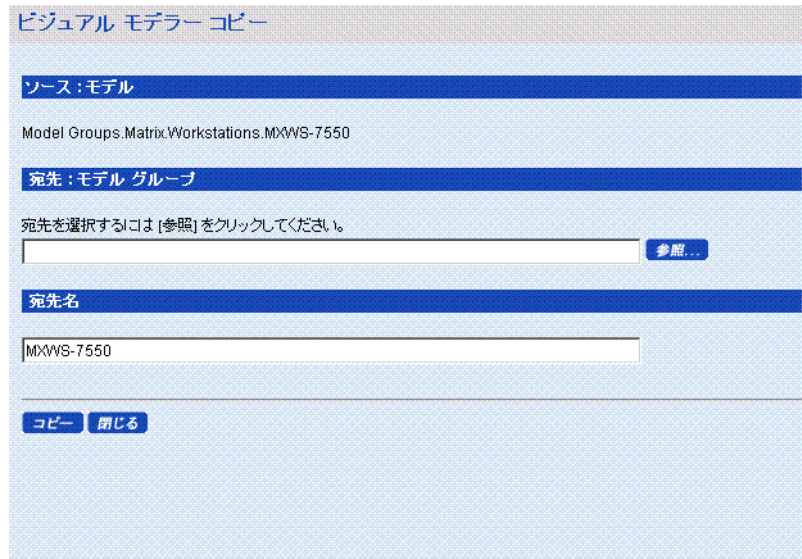 ビジュアル モデラー コピー
ソース：モデル
Model Groups.Matrix.Workstations.MXWS-7550
宛先：モデル グループ
宛先を選択するには [参照] をクリックしてください。
参照...
宛先名
MXWS-7550
コピー 閉じる